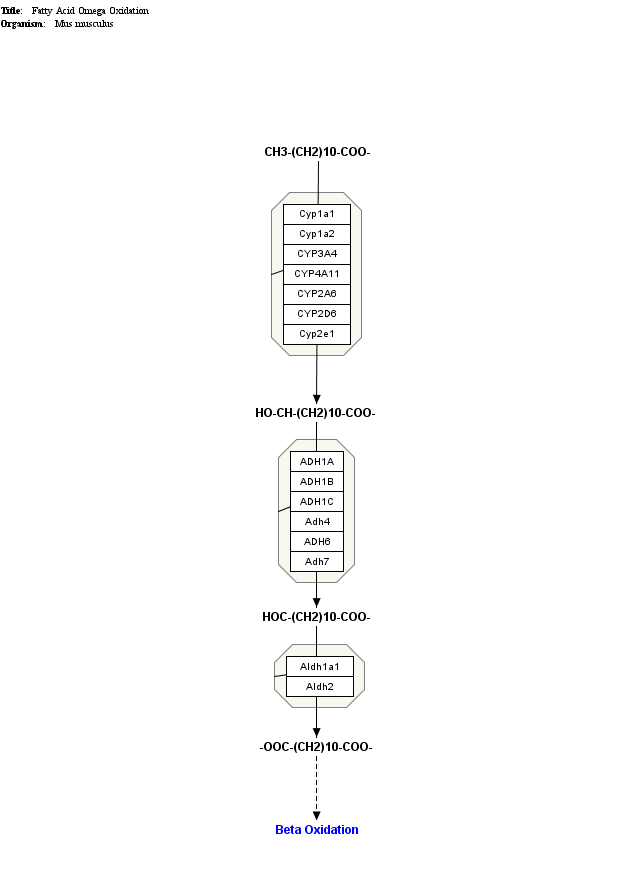 Title: Fatty Acid Omega Oxidation
Organism: Mus musculus
CH3-(CH2)10-COO-
Cyp1a1
Cyp1a2
CYP3A4
CYP4A11
CYP2A6
CYP2D6
Cyp2e1
HO-CH-(CH2)10-COO-
ADH1A
ADH1B
ADH1C
Adh4
ADH6
Adh7
HOC-(CH2)10-COO-
Aldh1a1
Aldh2
-OOC-(CH2)10-COO-
Beta Oxidation